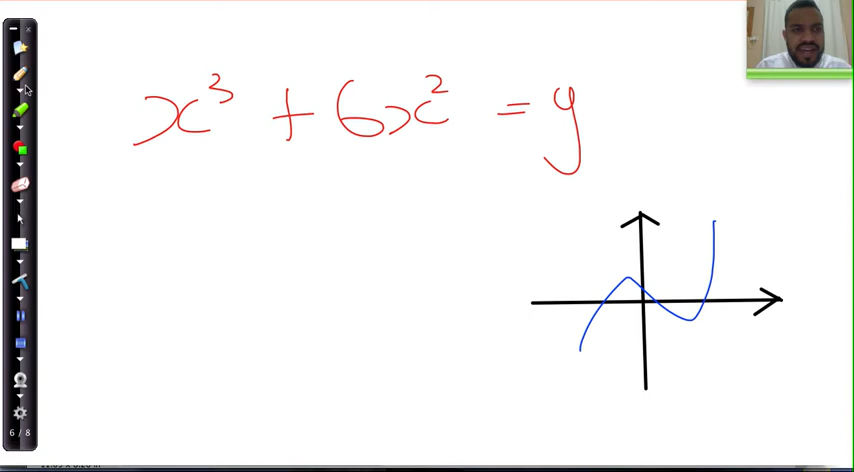 x³ + 6x² = y
6 / 8